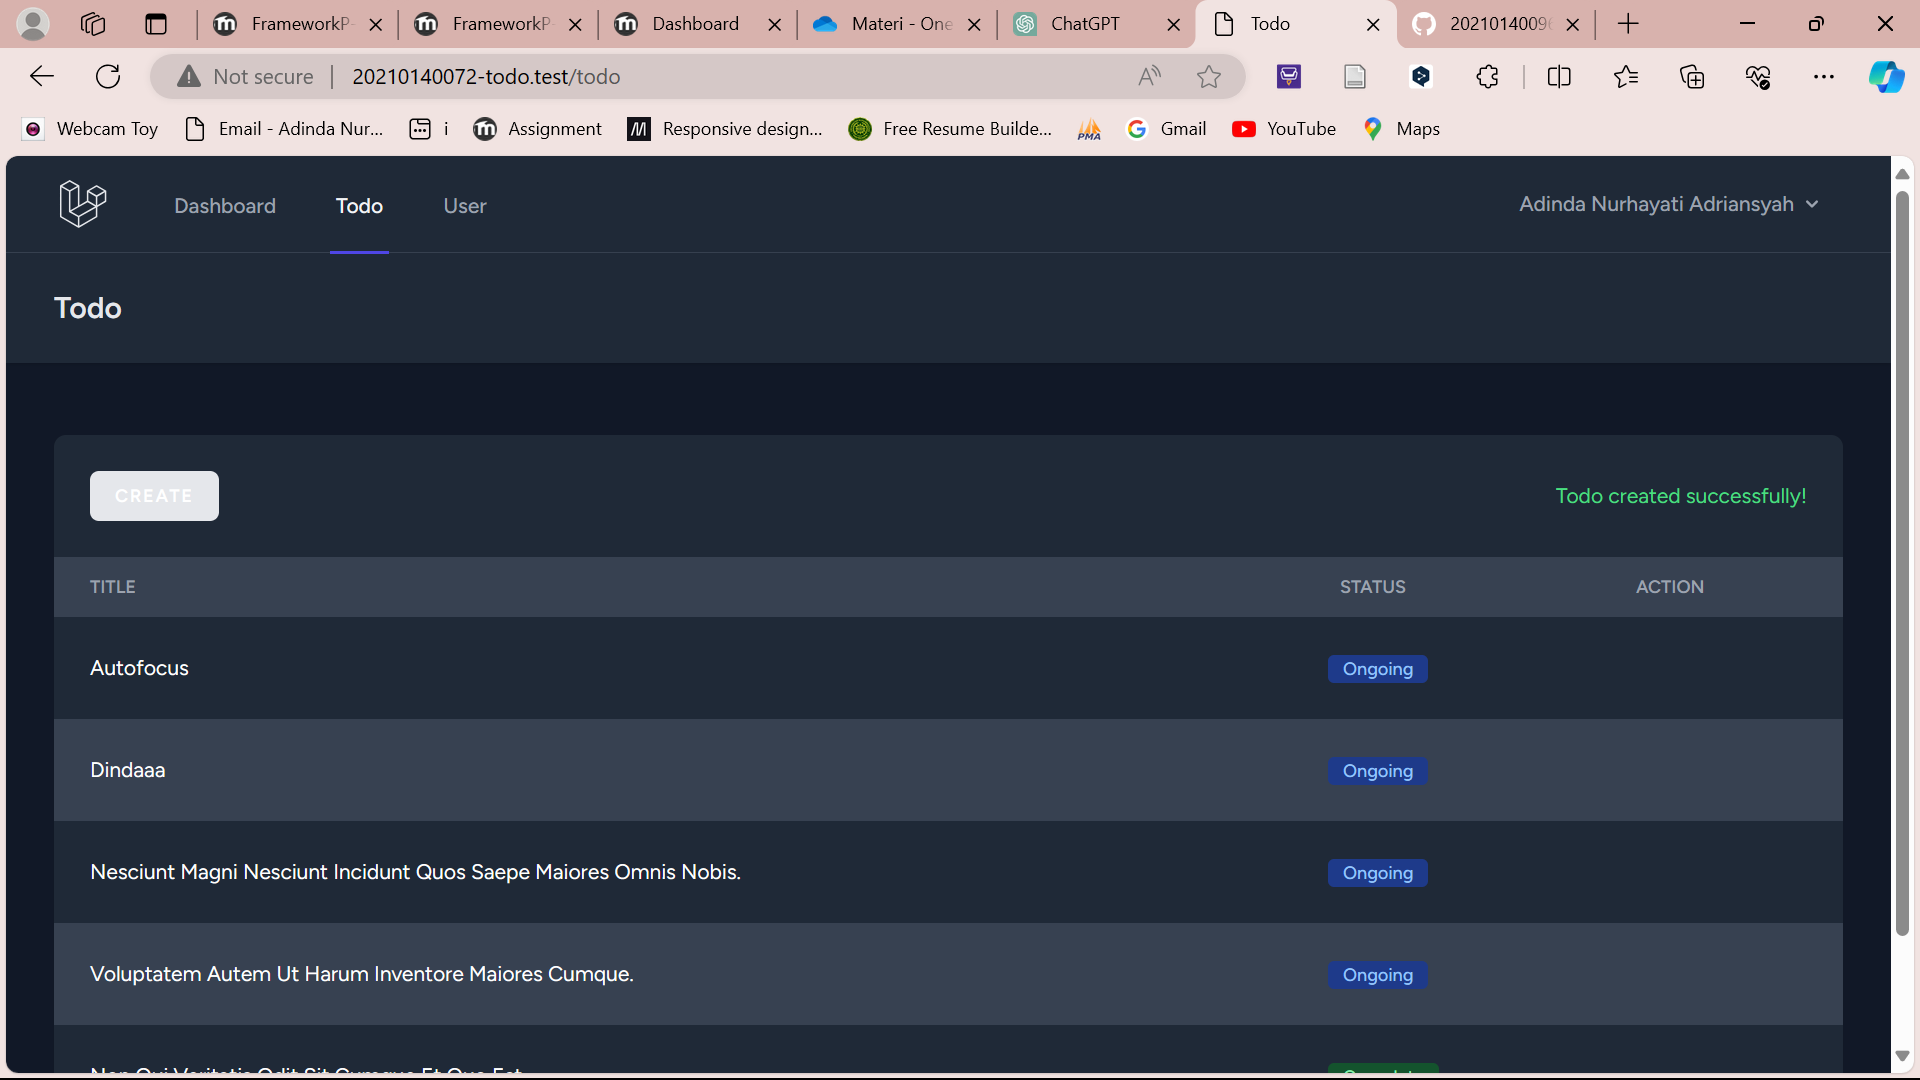 FrameworkP-
FrameworkP-
Dashboard
Materi - One
ChatGPT
Todo
2021014009
Not secure
20210140072-todo.test/todo
Webcam Toy
Email - Adinda Nur...
i
Assignment
Responsive design...
Free Resume Builde...
PMA
Gmail
YouTube
Maps
Dashboard
Todo
User
Adinda Nurhayati Adriansyah
Todo
CREATE
Todo created successfully!
TITLE STATUS ACTION
Autofocus Ongoing
Dindaaa Ongoing
Nesciunt Magni Nesciunt Incidunt Quos Saepe Maiores Omnis Nobis. Ongoing
Voluptatem Autem Ut Harum Inventore Maiores Cumque. Ongoing